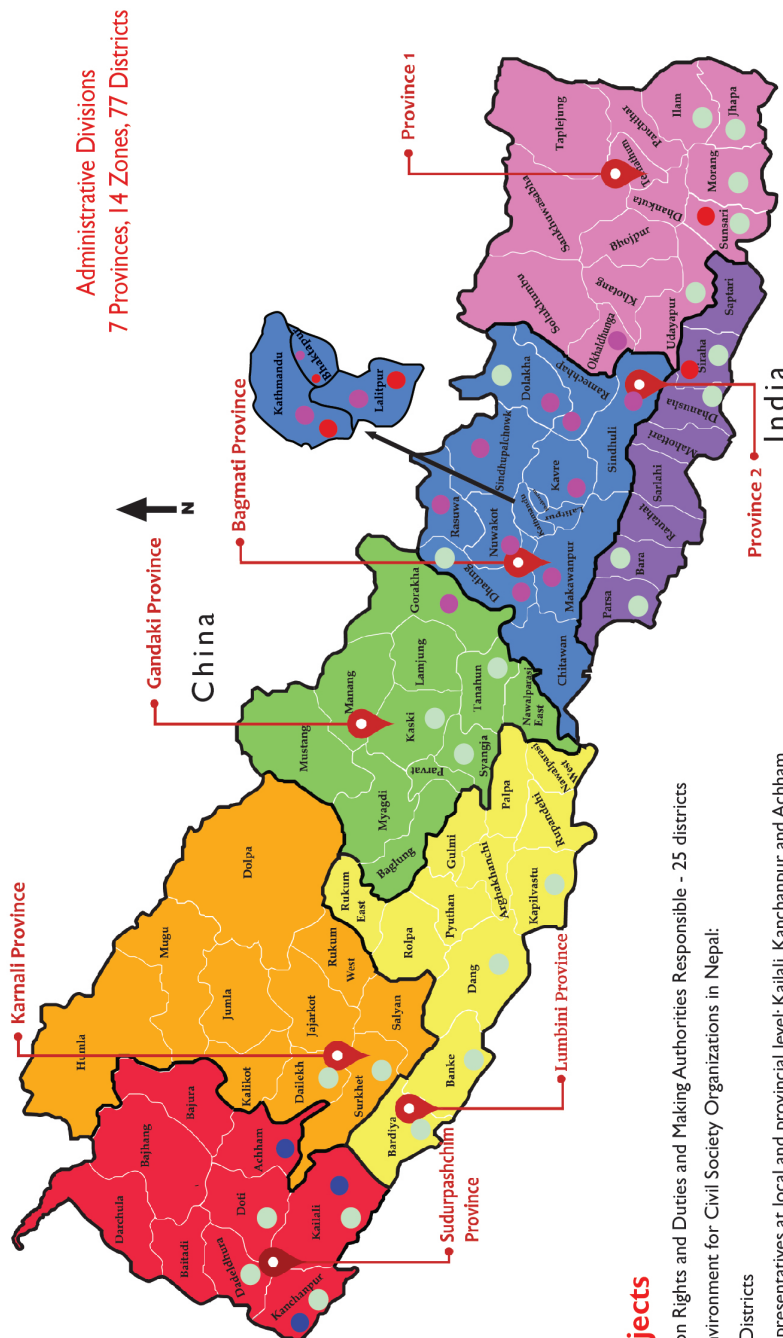 Administrative Divisions
7 Provinces, 14 Zones, 77 Districts
Karnali Province
Gandaki Province
Bagmati Province
Province 1
China
N
Humla
Mugu
Dolpa
Jumla
Kalikot
Jajarkot
Dailekh
Rukum
West
Salyan
Surkhet
Darchula
Bajhang
Bajura
Baitadi
Achham
Doti
Dadeldhura
Kailali
Kanchanpur
Mustang
Manang
Myagdi
Kaski
Lamjung
Gorakha
Baglung
Parvat
Syangja
Tanahun
Nawalparasi
East
Rukum
East
Rolpa
Pyuthan
Gulmi
Palpa
Arghakhanchi
Nawalparasi
West
Rupandehi
Kapilvastu
Dang
Banke
Bardiya
Kathmandu
Bhaktapur
Lalitpur
Rasuwa
Nuwakot
Dhading
Sindhupalchowk
Dolakha
Kavre
Ramechhap
Sindhuli
Kathmandu
Lalitpur
Makawanpur
Chitawan
Parsa
Bara
Rautahat
Sarlahi
Mahottari
Dhanusha
Siraha
Saptari
Taplejung
Sankhuwasabha
Solukhumbu
Panchthar
Terhathum
Ilam
Jhapa
Morang
Sunsari
Dhankuta
Bhojpur
Khotang
Okhaldhunga
Udayapur
Sudurpashchim
Province
Lumbini Province
Province 2
India
jects
on Rights and Duties and Making Authorities Responsible - 25 districts
vironment for Civil Society Organizations in Nepal:
Districts
presentatives at local and provincial level: Kailali, Kanchanpur and Achham